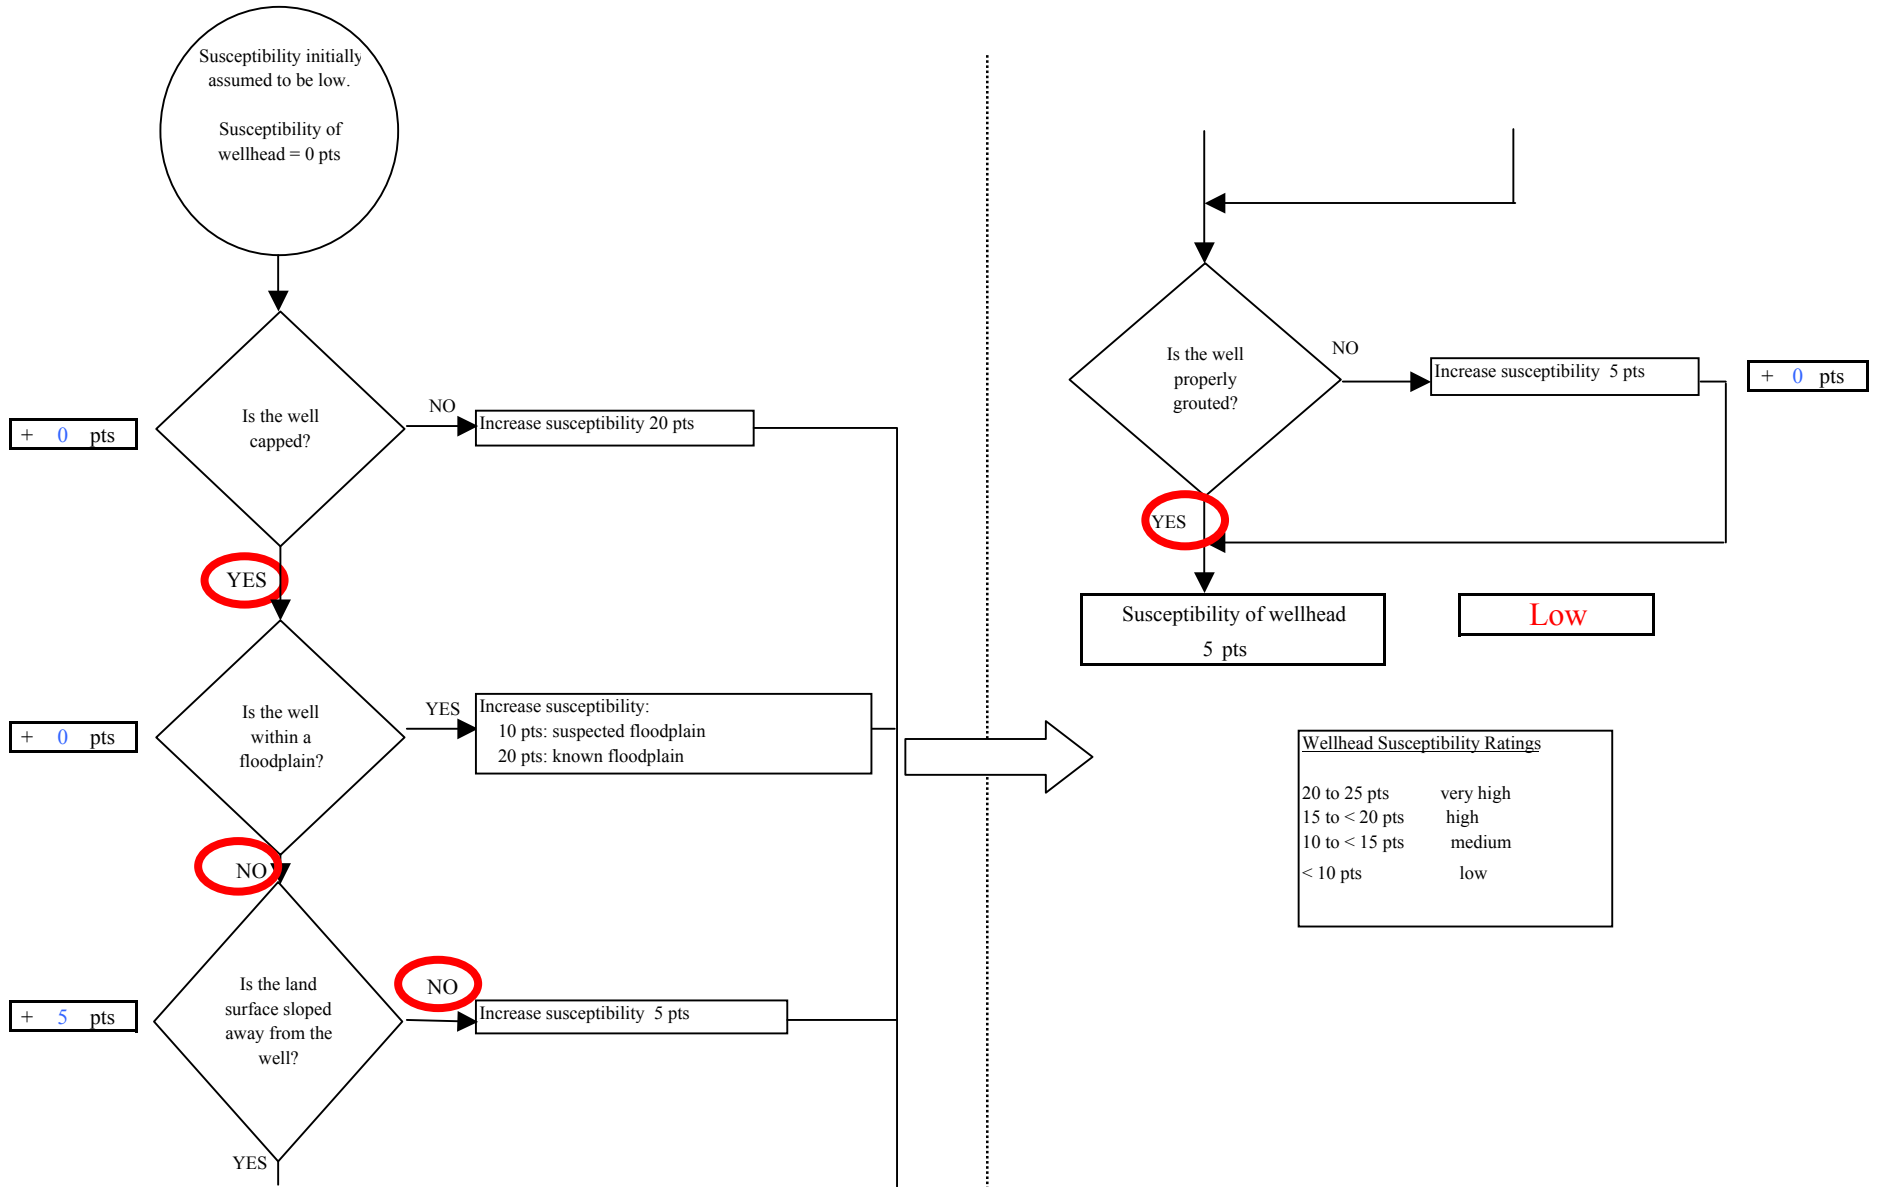 Susceptibility initially
assumed to be low.
Susceptibility of
wellhead = 0 pts
Is the well
capped?
NO
Increase susceptibility 20 pts
+ 0 pts
YES
Is the well
within a
floodplain?
YES
Increase susceptibility:
10 pts: suspected floodplain
20 pts: known floodplain
+ 0 pts
NO
Is the land
surface sloped
away from the
well?
NO
Increase susceptibility 5 pts
+ 5 pts
YES
Is the well
properly
grouted?
NO
Increase susceptibility 5 pts
+ 0 pts
YES
Susceptibility of wellhead
5 pts
Low
Wellhead Susceptibility Ratings
20 to 25 pts very high
15 to < 20 pts high
10 to < 15 pts medium
< 10 pts low